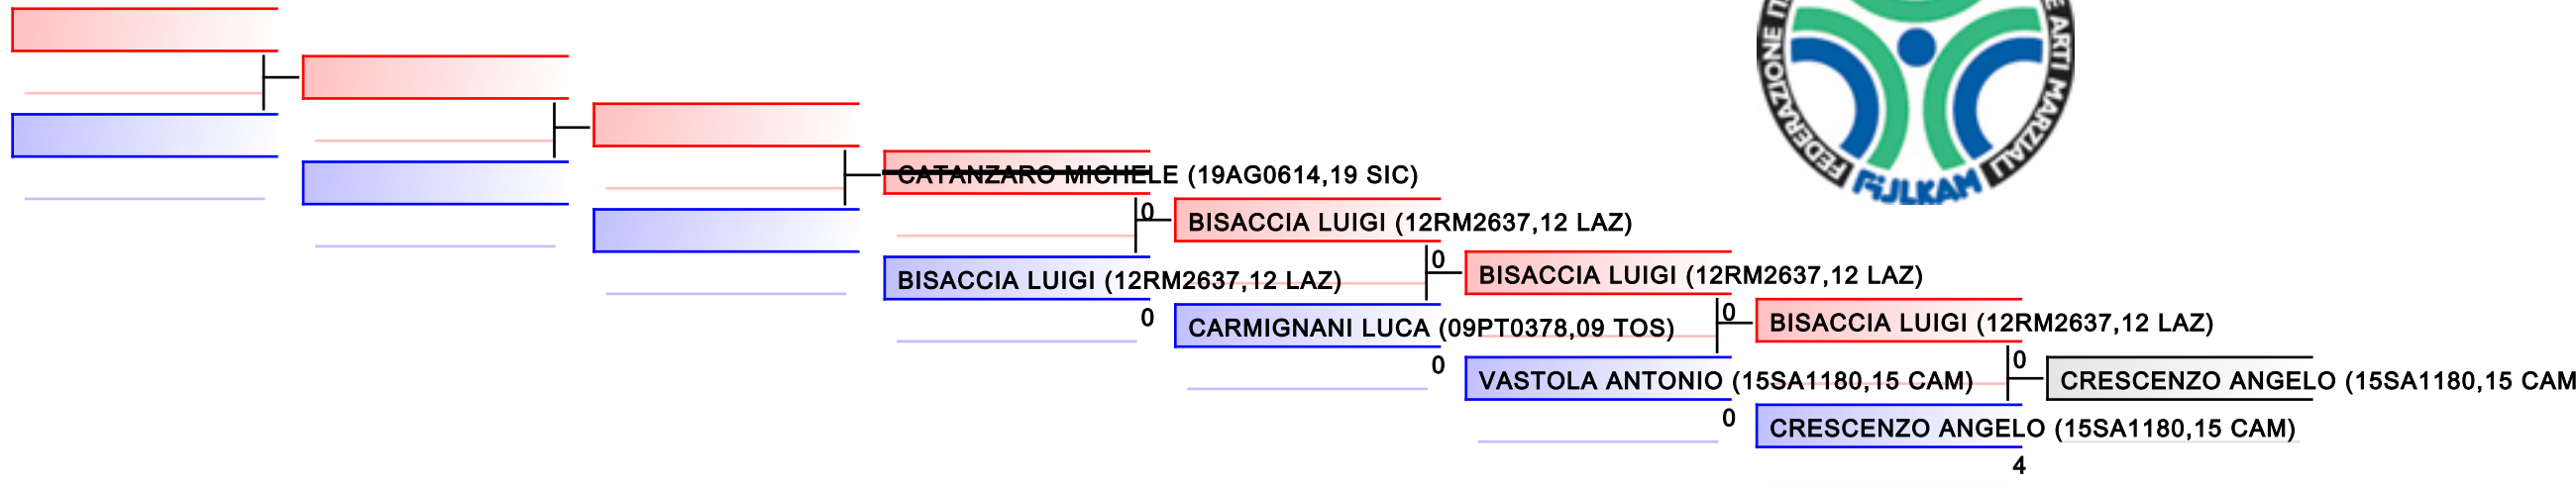 FEDERAZIONE IT
E ARTI MARZIALI
FIJLKAM
CATANZARO MICHELE (19AG0614,19 SIC)
0
BISACCIA LUIGI (12RM2637,12 LAZ)
0
BISACCIA LUIGI (12RM2637,12 LAZ)
BISACCIA LUIGI (12RM2637,12 LAZ)
0
0
BISACCIA LUIGI (12RM2637,12 LAZ)
CARMIGNANI LUCA (09PT0378,09 TOS)
0
0
VASTOLA ANTONIO (15SA1180,15 CAM)
CRESCENZO ANGELO (15SA1180,15 CAM
0
CRESCENZO ANGELO (15SA1180,15 CAM)
4